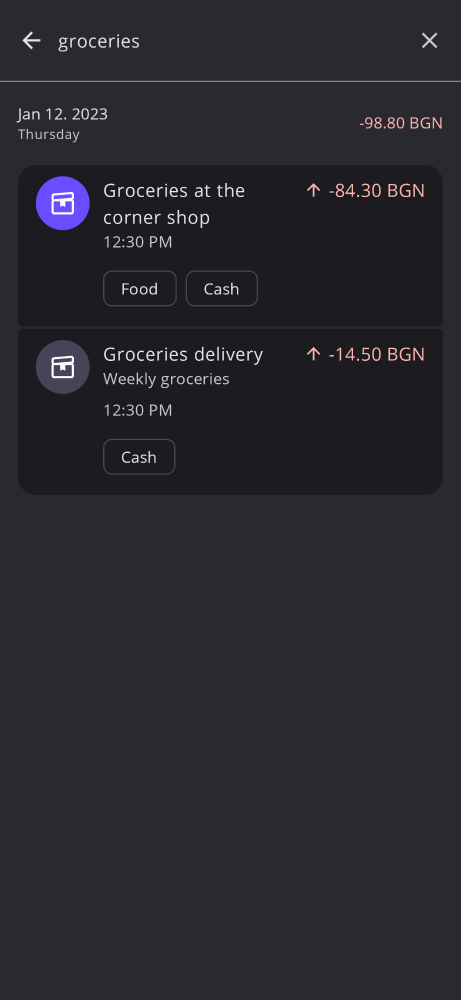 groceries
Jan 12. 2023
Thursday
-98.80 BGN
Groceries at the
corner shop
-84.30 BGN
12:30 PM
Food
Cash
Groceries delivery
-14.50 BGN
Weekly groceries
12:30 PM
Cash